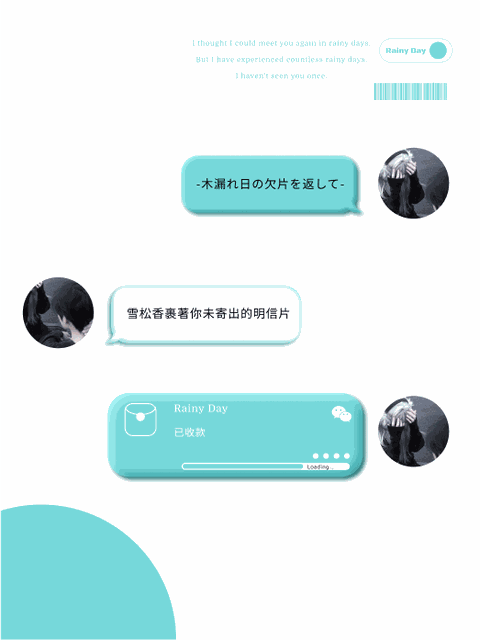 I thought I could meet you again in rainy days.
But I have experienced countless rainy days.
I haven't seen you once.
Rainy Day
-木漏れ日の欠片を返して-
雪松香裹著你未寄出的明信片
Rainy Day
已收款
Loading...